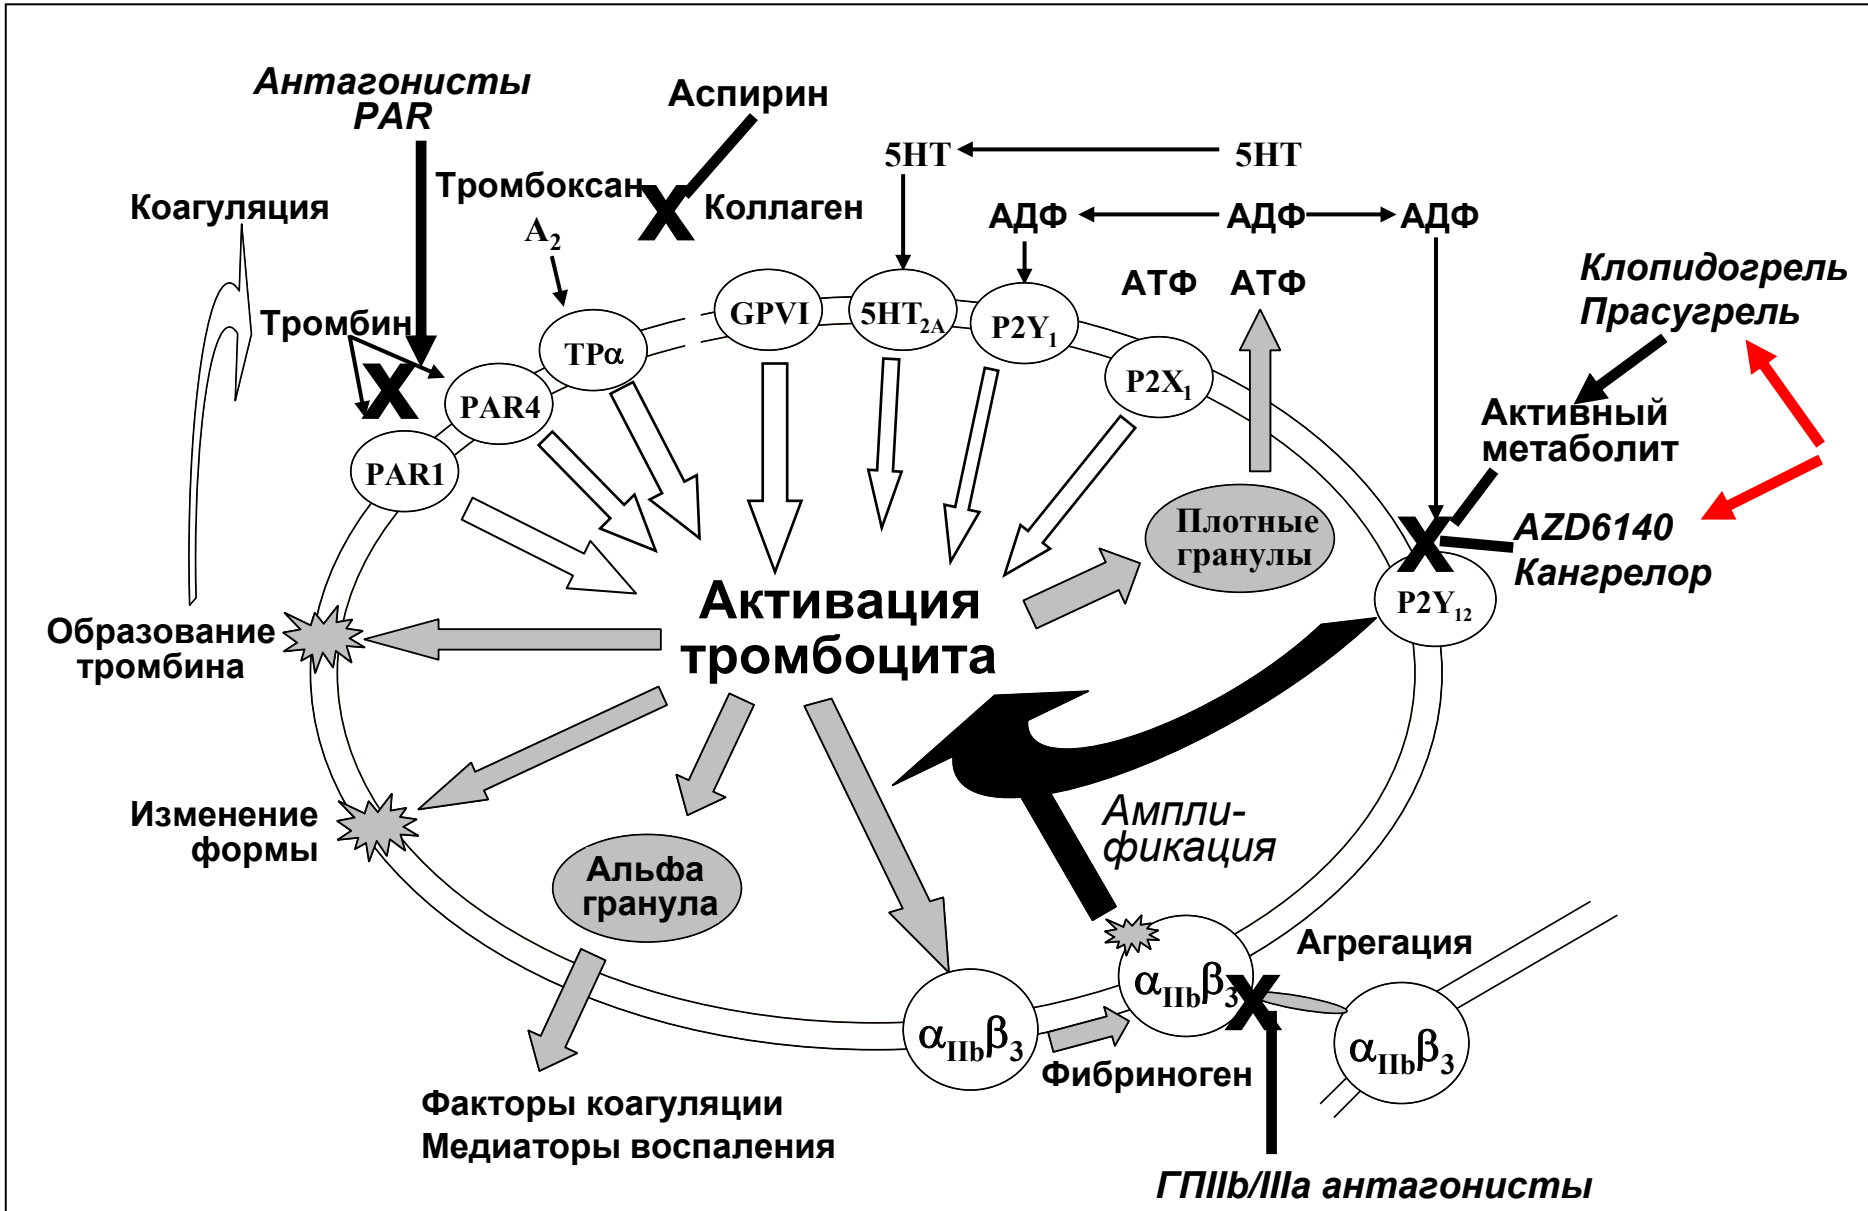 Антагонисты
PAR
Аспирин
5HT
5HT
Тромбоксан
A2
Коллаген
Коагуляция
АДФ
АДФ
АДФ
АТФ
АТФ
Клопидогрель
Прасугрель
Тромбин
GPVI
5HT2A
P2Y1
TPα
P2X1
PAR4
PAR1
Активный
метаболит
Плотные
гранулы
AZD6140
Кангрелор
P2Y12
Активация
тромбоцита
Образование
тромбина
Изменение
формы
Ампли-
фикация
Альфа
гранула
Агрегация
αIIbβ3
αIIbβ3
αIIbβ3
Фибриноген
Факторы коагуляции
Медиаторы воспаления
ГПIIb/IIIa антагонисты